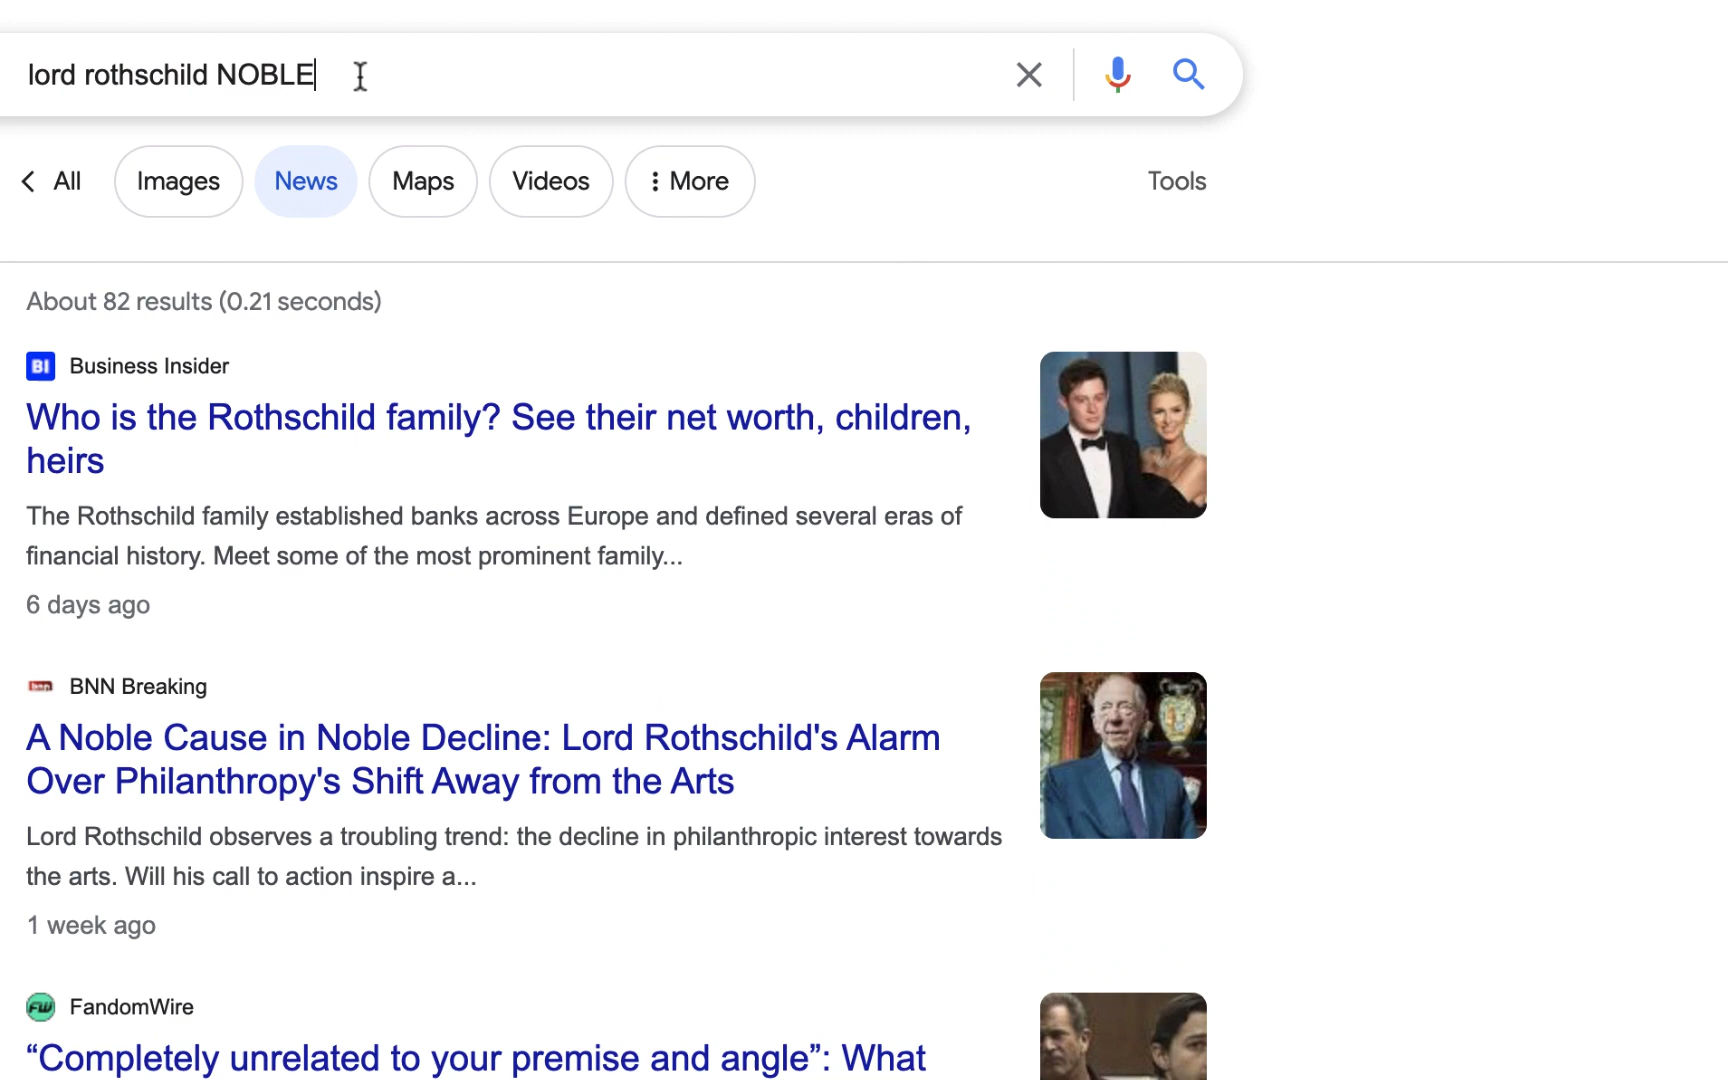 lord rothschild NOBLE
All
Images
News
Maps
Videos
More
Tools
About 82 results (0.21 seconds)
BI Business Insider
Who is the Rothschild family? See their net worth, children,
heirs
The Rothschild family established banks across Europe and defined several eras of
financial history. Meet some of the most prominent family...
6 days ago
bnn BNN Breaking
A Noble Cause in Noble Decline: Lord Rothschild's Alarm
Over Philanthropy's Shift Away from the Arts
Lord Rothschild observes a troubling trend: the decline in philanthropic interest towards
the arts. Will his call to action inspire a...
1 week ago
FW FandomWire
“Completely unrelated to your premise and angle”: What